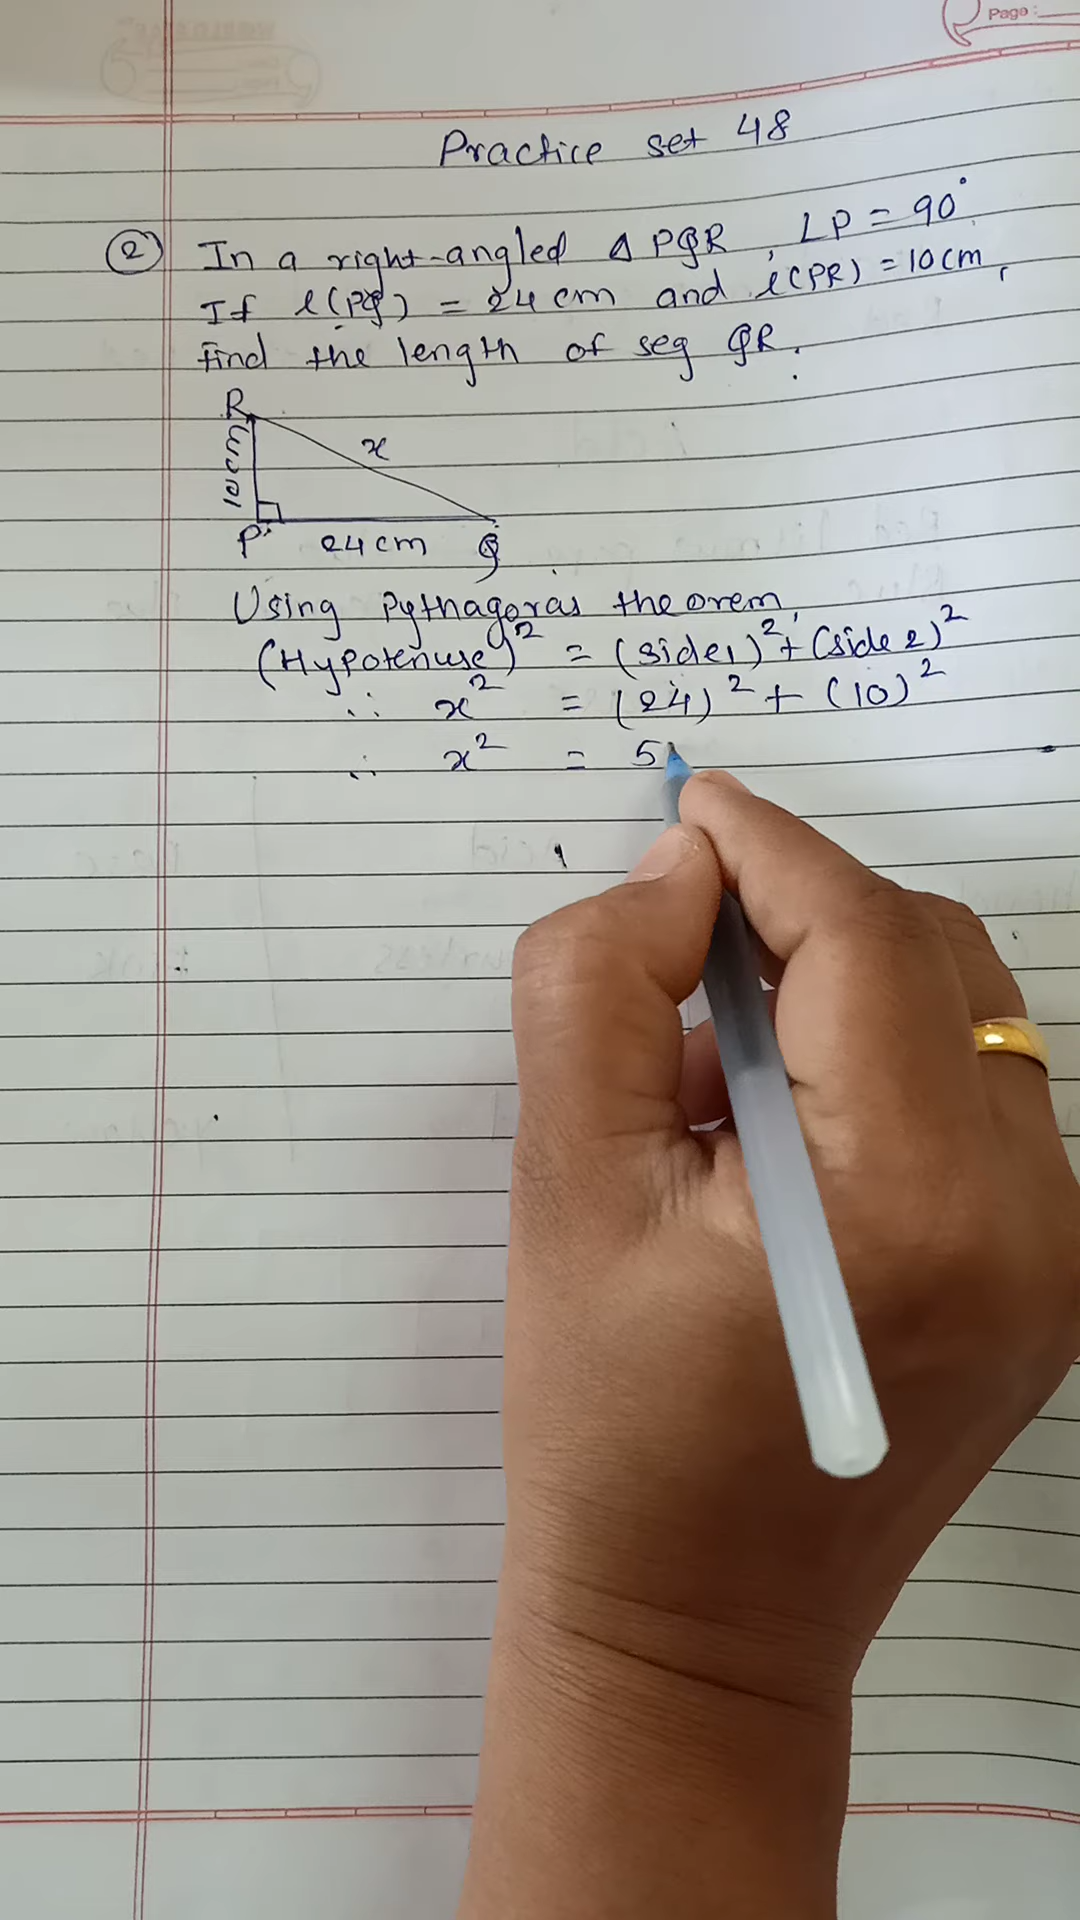 Page :
Practice set 48
② In a right-angled Δ PQR, ∠P = 90°.
If l(PQ) = 24 cm and l(PR) = 10 cm,
find the length of seg QR.
R
10 cm
x
P
24 cm
Q
Using Pythagoras theorem,
(Hypotenuse)² = (side1)² + (side 2)²
∴ x² = (24)² + (10)²
∴ x² = 5